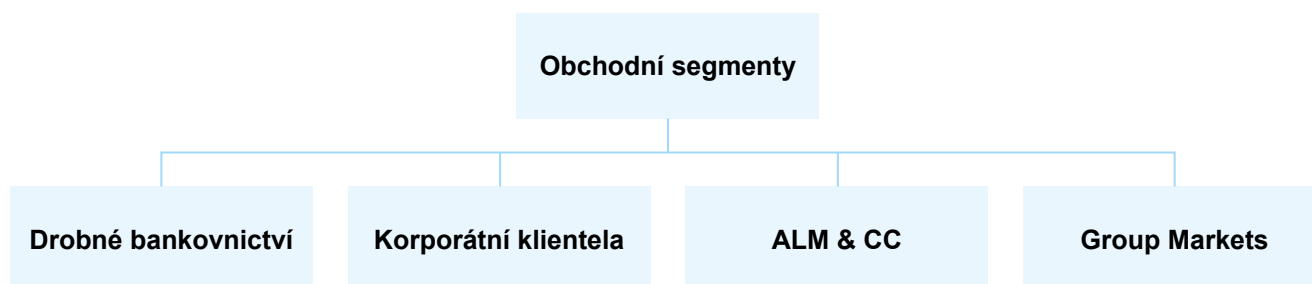 Obchodní segmenty
Drobné bankovnictví
Korporátní klientela
ALM & CC
Group Markets